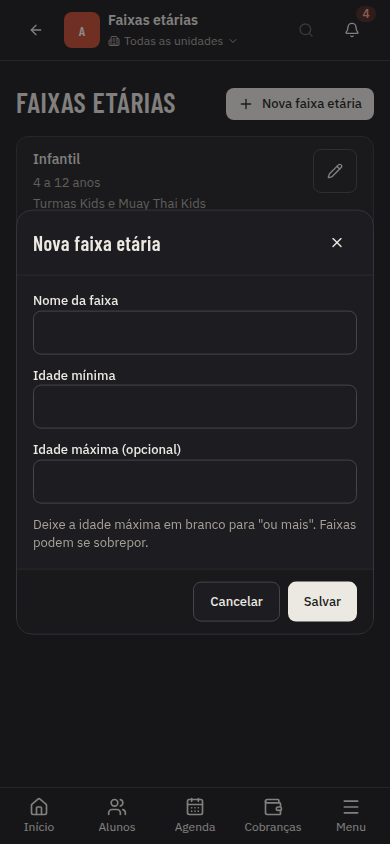 A
Faixas etárias
Todas as unidades
4
FAIXAS ETÁRIAS
Nova faixa etária
Infantil
4 a 12 anos
Turmas Kids e Muay Thai Kids
Nova faixa etária
Nome da faixa
Idade mínima
Idade máxima (opcional)
Deixe a idade máxima em branco para "ou mais". Faixas
podem se sobrepor.
Cancelar
Salvar
Início
Alunos
Agenda
Cobranças
Menu